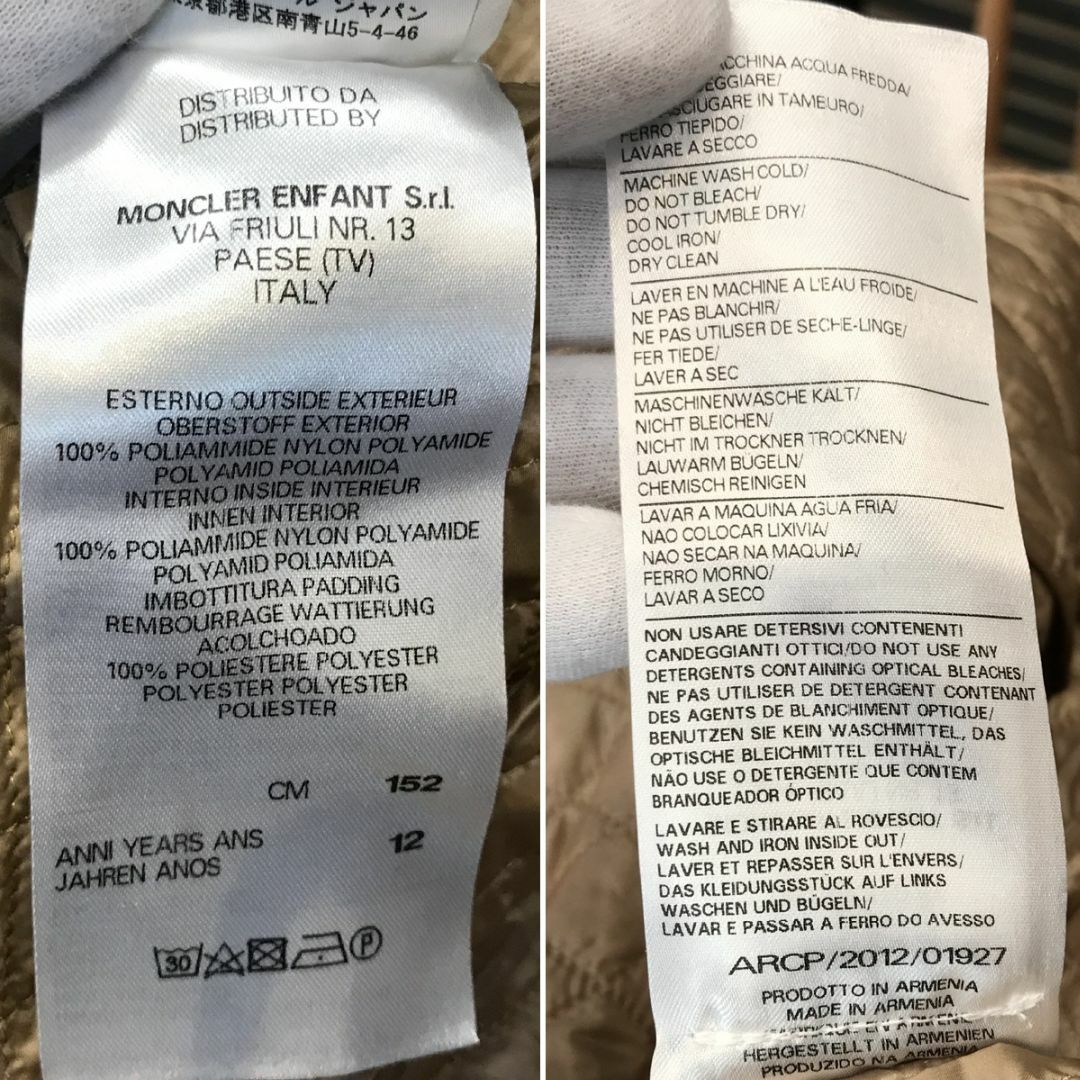 ル ジャパン
京都港区南青山5-4-46
DISTRIBUITO DA
DISTRIBUTED BY
MONCLER ENFANT S.r.l.
VIA FRIULI NR. 13
PAESE (TV)
ITALY
ESTERNO OUTSIDE EXTERIEUR
OBERSTOFF EXTERIOR
100% POLIAMMIDE NYLON POLYAMIDE
POLYAMID POLIAMIDA
INTERNO INSIDE INTERIEUR
INNEN INTERIOR
100% POLIAMMIDE NYLON POLYAMIDE
POLYAMID POLIAMIDA
IMBOTTITURA PADDING
REMBOURRAGE WATTIERUNG
ACOLCHOADO
100% POLIESTERE POLYESTER
POLYESTER POLYESTER
POLIESTER
CM 152
ANNI YEARS ANS 12
JAHREN ANOS
30 P
ACQUA FREDDA/
IN TAMEURO/
FERRO TIEPIDO/
LAVARE A SECCO
MACHINE WASH COLD/
DO NOT BLEACH/
DO NOT TUMBLE DRY/
COOL IRON/
DRY CLEAN
LAVER EN MACHINE A L'EAU FROIDE/
NE PAS BLANCHIR/
NE PAS UTILISER DE SECHE-LINGE/
FER TIEDE/
LAVER A SEC
MASCHINENWASCHE KALT/
NICHT BLEICHEN/
NICHT IM TROCKNER TROCKNEN/
LAUWARM BÜGELN/
CHEMISCH REINIGEN
LAVAR A MAQUINA AGUA FRIA/
NAO COLOCAR LIXIVIA/
NAO SECAR NA MAQUINA/
FERRO MORNO/
LAVAR A SECO
NON USARE DETERSIVI CONTENENTI
CANDEGGIANTI OTTICI/DO NOT USE ANY
DETERGENTS CONTAINING OPTICAL BLEACHES/
NE PAS UTILISER DE DETERGENT CONTENANT
DES AGENTS DE BLANCHIMENT OPTIQUE/
BENUTZEN SIE KEIN WASCHMITTEL, DAS
OPTISCHE BLEICHMITTEL ENTHÄLT/
NÃO USE O DETERGENTE QUE CONTEM
BRANQUEADOR ÓPTICO
LAVARE E STIRARE AL ROVESCIO/
WASH AND IRON INSIDE OUT/
LAVER ET REPASSER SUR L'ENVERS/
DAS KLEIDUNGSSTÜCK AUF LINKS
WASCHEN UND BÜGELN/
LAVAR E PASSAR A FERRO DO AVESSO
ARCP/2012/01927
PRODOTTO IN ARMENIA
MADE IN ARMENIA
EN ARMENIE
HERGESTELLT IN ARMENIEN
PRODUZIDO NA ARMENIA